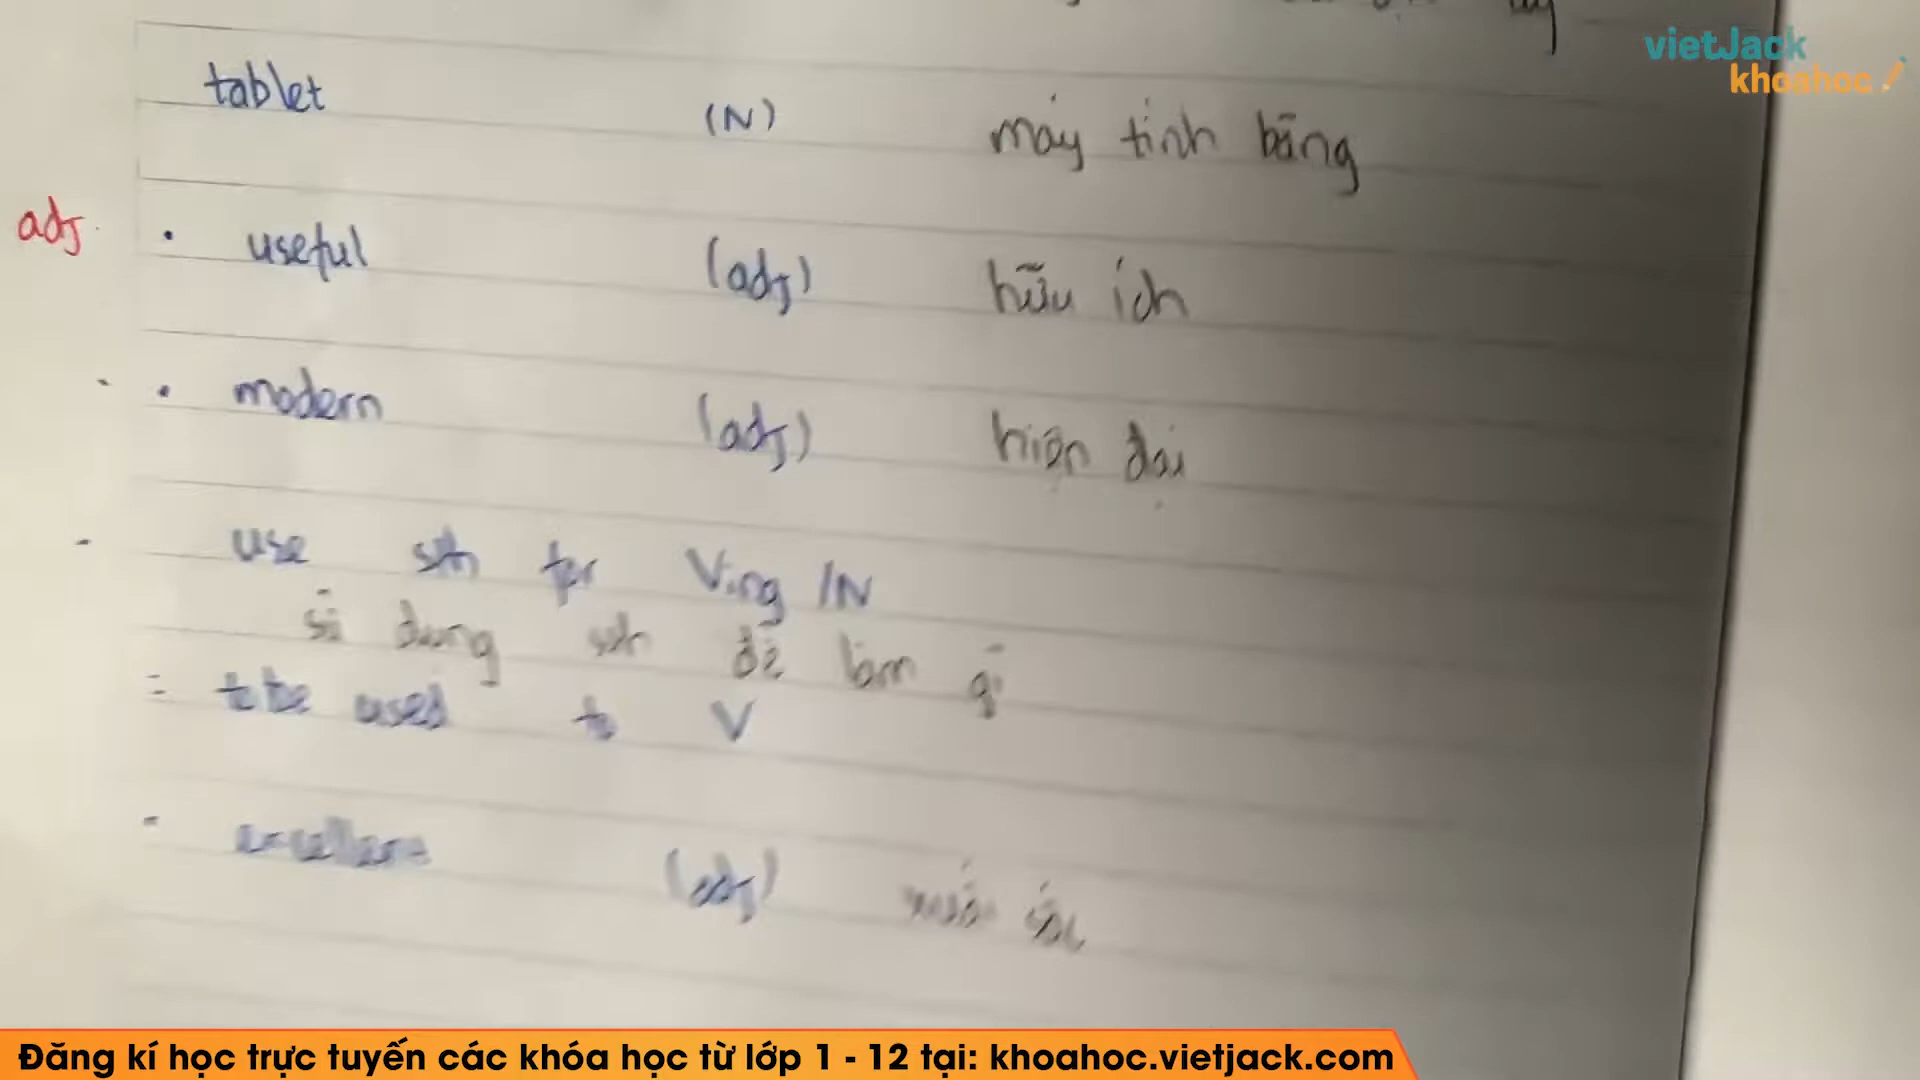 vietJack
khoahoc
tablet (N) máy tính bảng
adj • useful (adj) hữu ích
• modern (adj) hiện đại
- use sth for Ving /N
sử dụng sth để làm gì
= to be used to V
- excellent (adj) xuất sắc
Đăng kí học trực tuyến các khóa học từ lớp 1 - 12 tại: khoahoc.vietjack.com